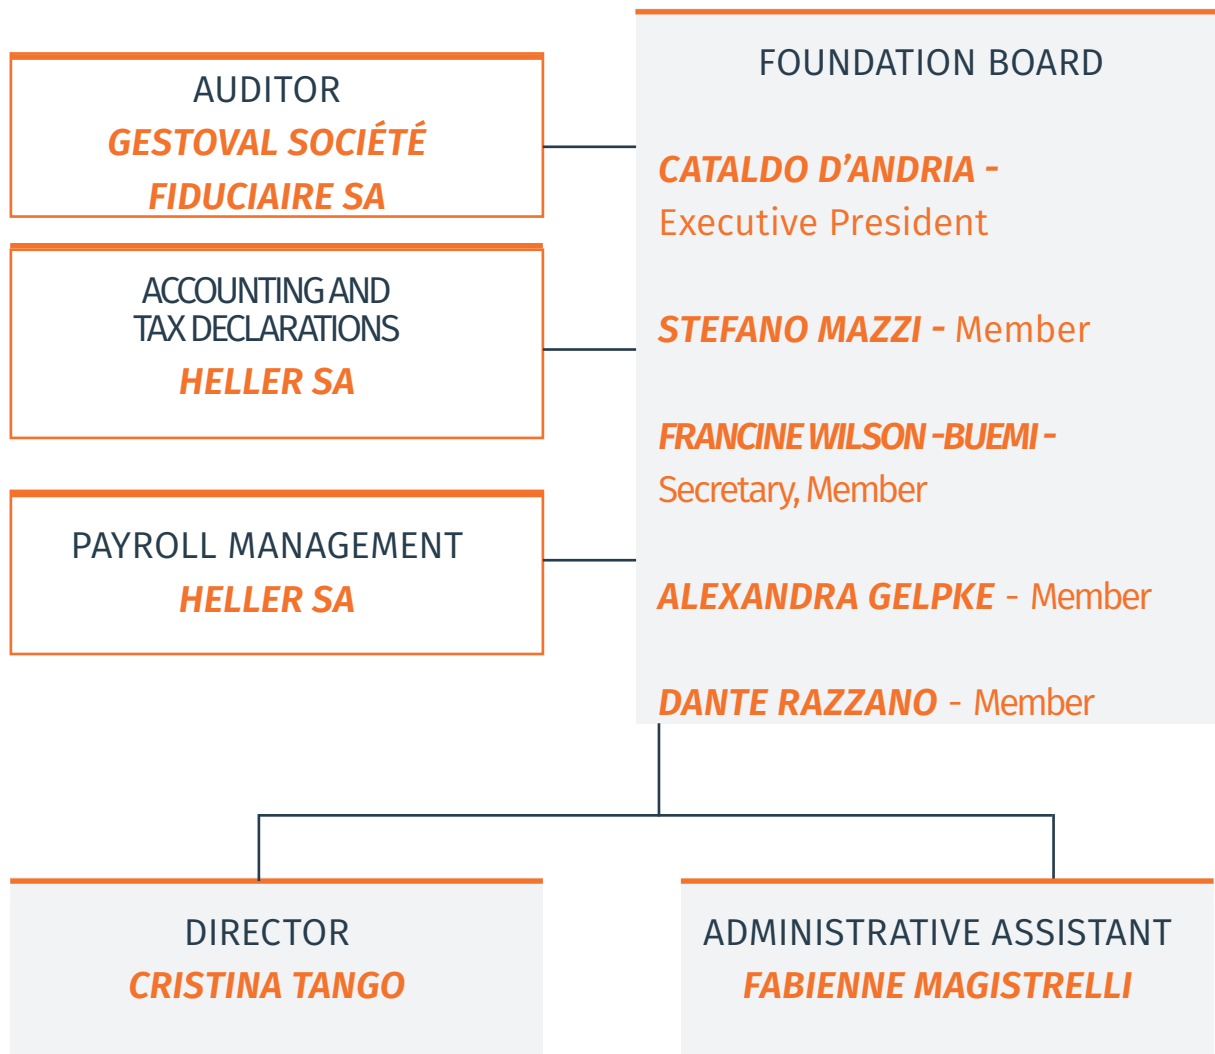 AUDITOR
GESTOVAL SOCIÉTÉ
FIDUCIAIRE SA
ACCOUNTING AND
TAX DECLARATIONS
HELLER SA
PAYROLL MANAGEMENT
HELLER SA
FOUNDATION BOARD
CATALDO D’ANDRIA -
Executive President
STEFANO MAZZI - Member
FRANCINE WILSON -BUEMI -
Secretary, Member
ALEXANDRA GELPKE - Member
DANTE RAZZANO - Member
DIRECTOR
CRISTINA TANGO
ADMINISTRATIVE ASSISTANT
FABIENNE MAGISTRELLI